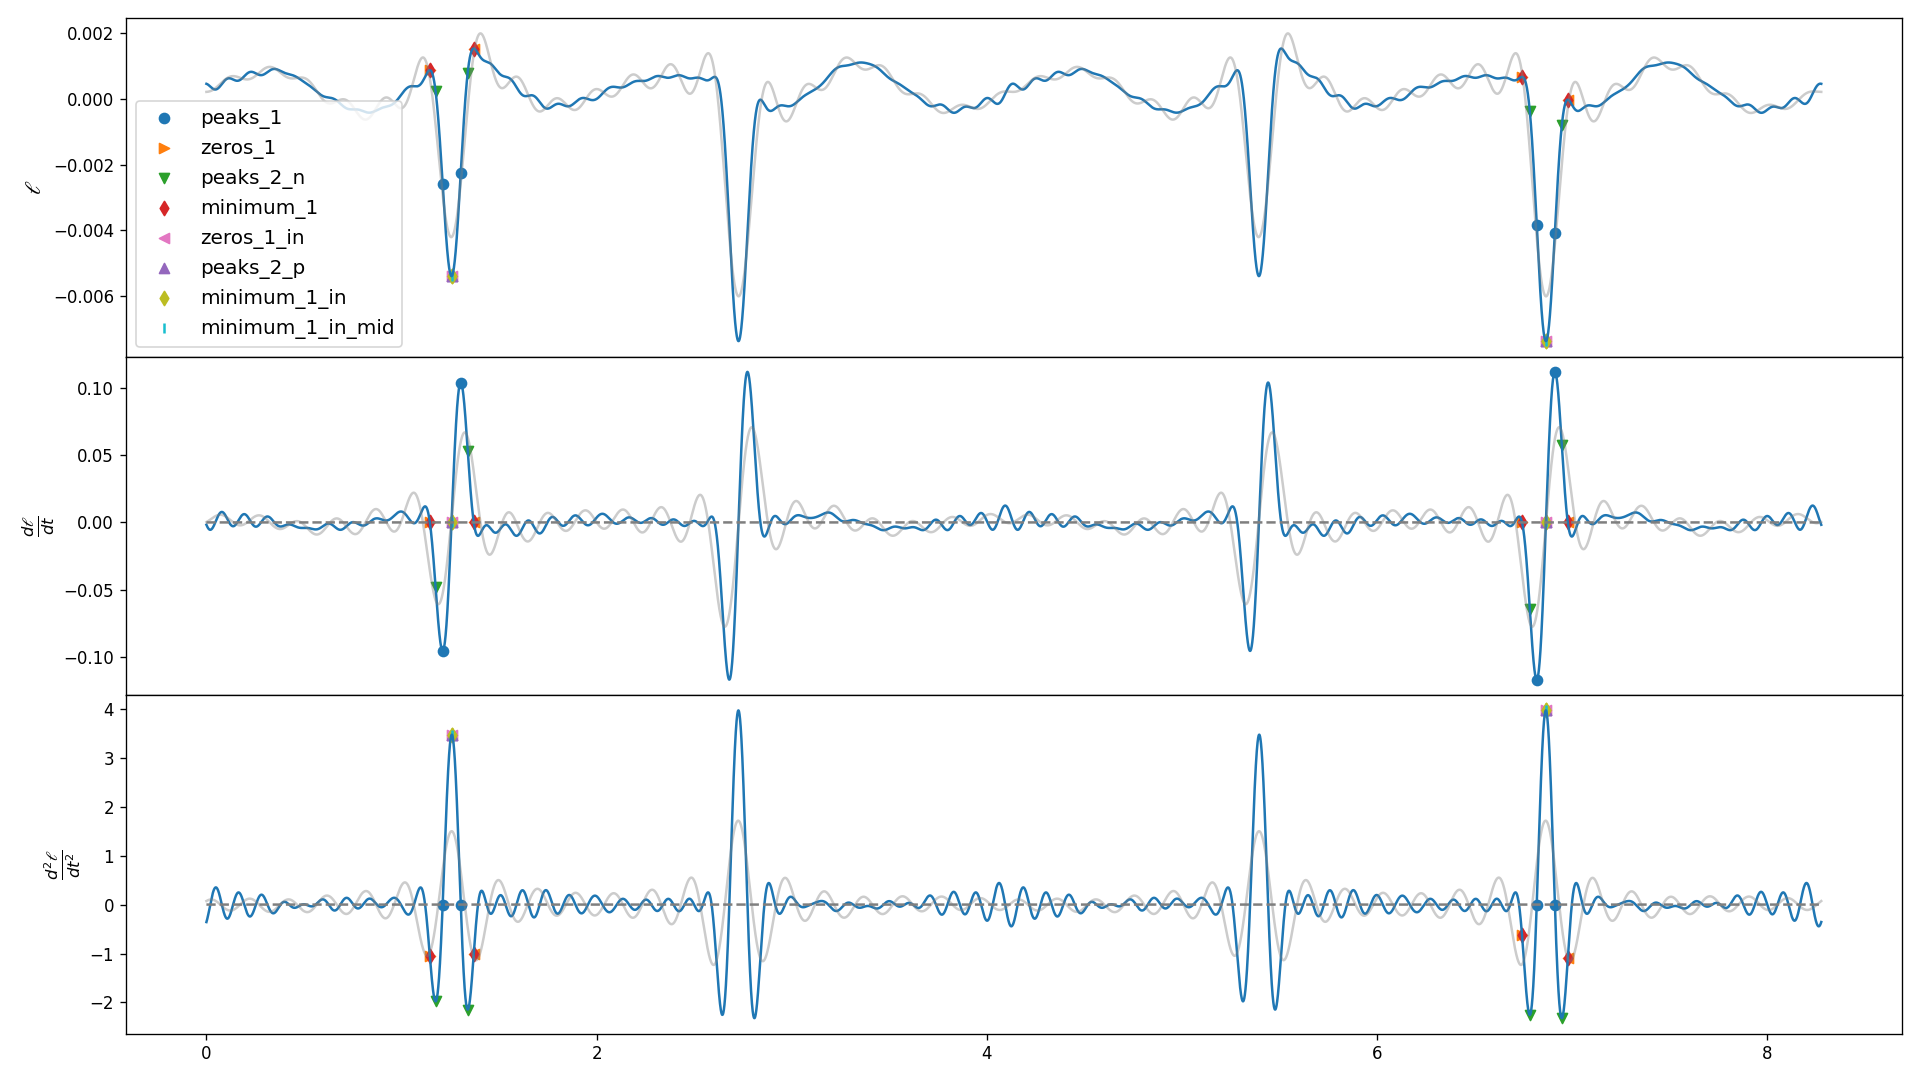 0.002
0.000
−0.002
−0.004
−0.006
ℓ
peaks_1
zeros_1
peaks_2_n
minimum_1
zeros_1_in
peaks_2_p
minimum_1_in
minimum_1_in_mid
0.10
0.05
0.00
−0.05
−0.10
dℓ
dt
4
3
2
1
0
−1
−2
d²ℓ
dt²
0 2 4 6 8